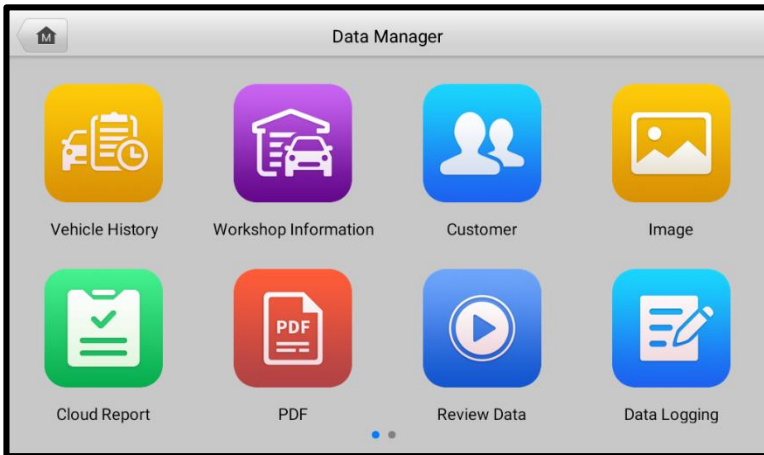 M
Data Manager
Vehicle History
Workshop Information
Customer
Image
PDF
Cloud Report
PDF
Review Data
Data Logging